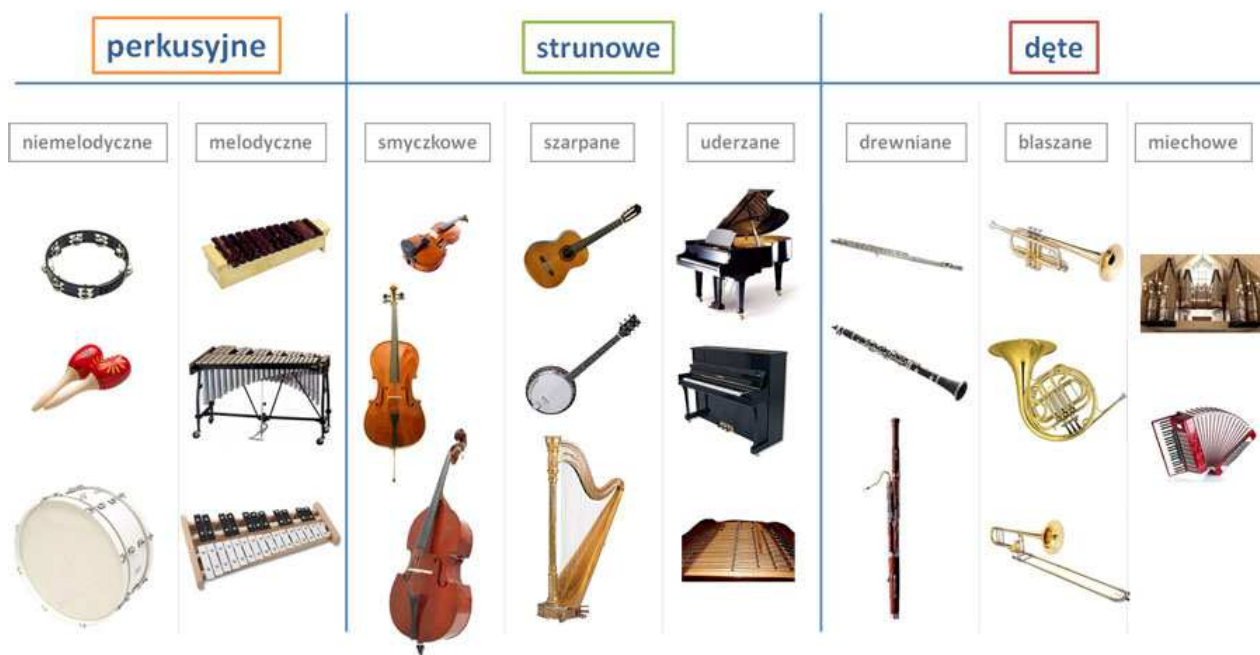 perkusyjne
strunowe
dęte
niemelodyczne
melodyczne
smyczkowe
szarpane
uderzane
drewniane
blaszane
miechowe